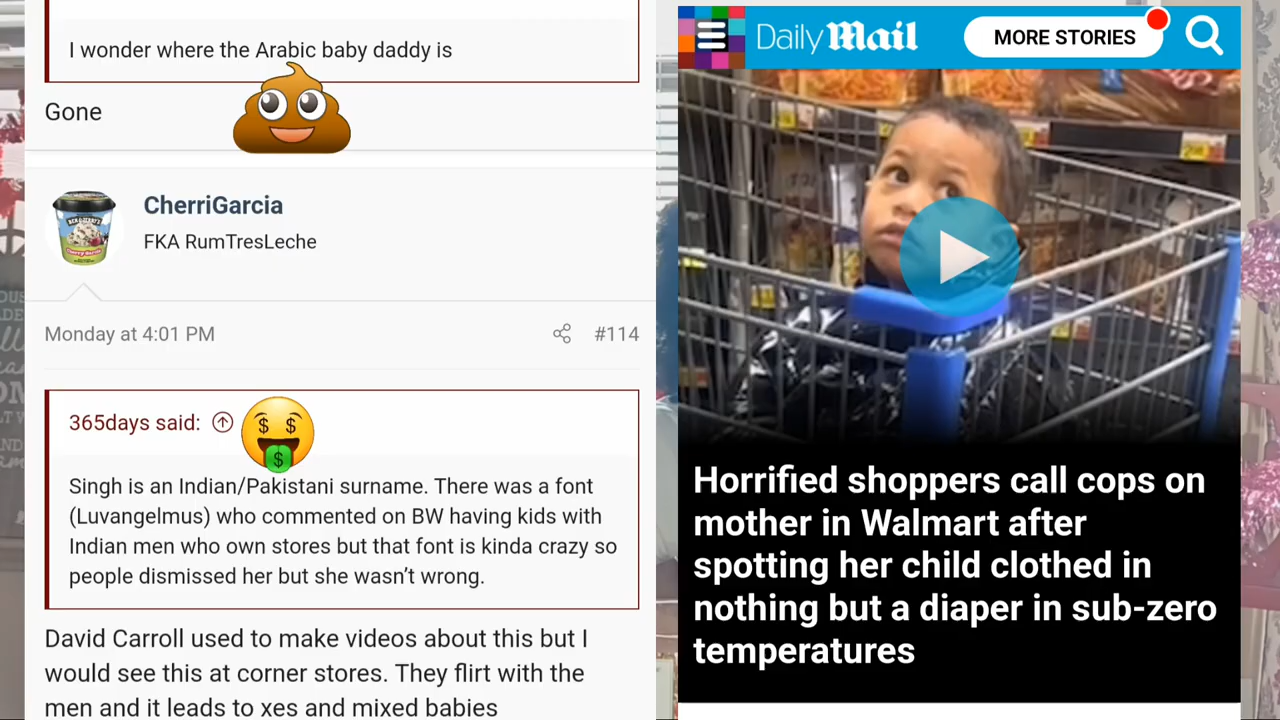 I wonder where the Arabic baby daddy is
Gone
CherriGarcia
FKA RumTresLeche
Monday at 4:01 PM
#114
365days said:
Singh is an Indian/Pakistani surname. There was a font
(Luvangelmus) who commented on BW having kids with
Indian men who own stores but that font is kinda crazy so
people dismissed her but she wasn't wrong.
David Carroll used to make videos about this but I
would see this at corner stores. They flirt with the
men and it leads to xes and mixed babies
Daily Mail
MORE STORIES
Horrified shoppers call cops on
mother in Walmart after
spotting her child clothed in
nothing but a diaper in sub-zero
temperatures